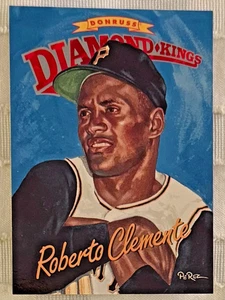 DONRUSS
DIAMOND KINGS
P
Roberto Clemente